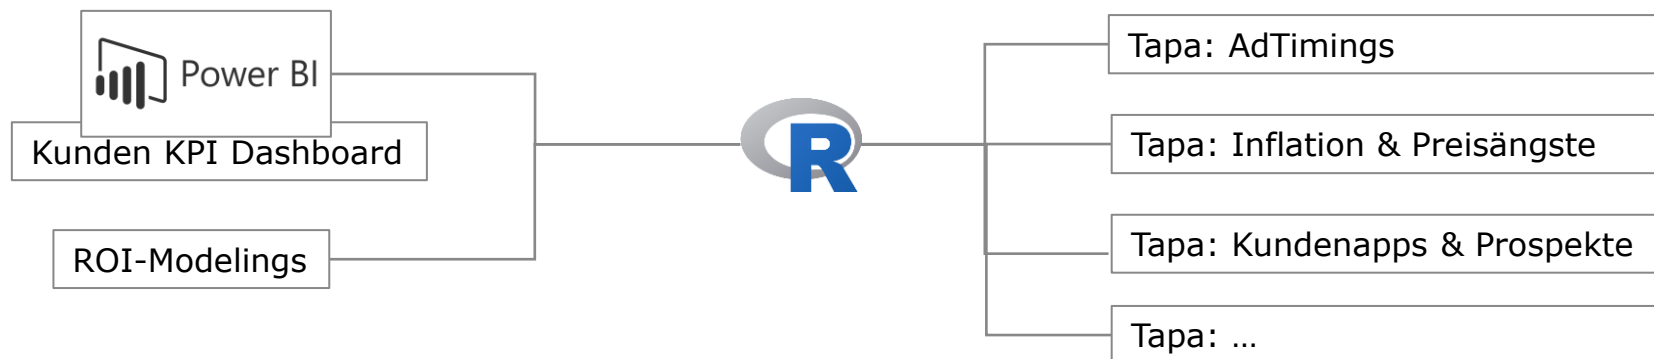 Power BI
Kunden KPI Dashboard
ROI-Modelings
R
Tapa: AdTimings
Tapa: Inflation & Preisängste
Tapa: Kundenapps & Prospekte
Tapa: ...